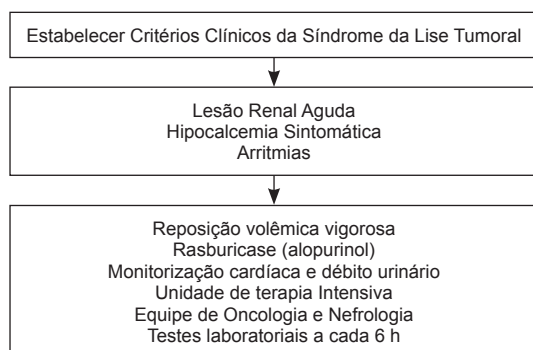 Estabelecer Critérios Clínicos da Síndrome da Lise Tumoral
Lesão Renal Aguda
Hipocalcemia Sintomática
Arritmias
Reposição volêmica vigorosa
Rasburicase (alopurinol)
Monitorização cardíaca e débito urinário
Unidade de terapia Intensiva
Equipe de Oncologia e Nefrologia
Testes laboratoriais a cada 6 h